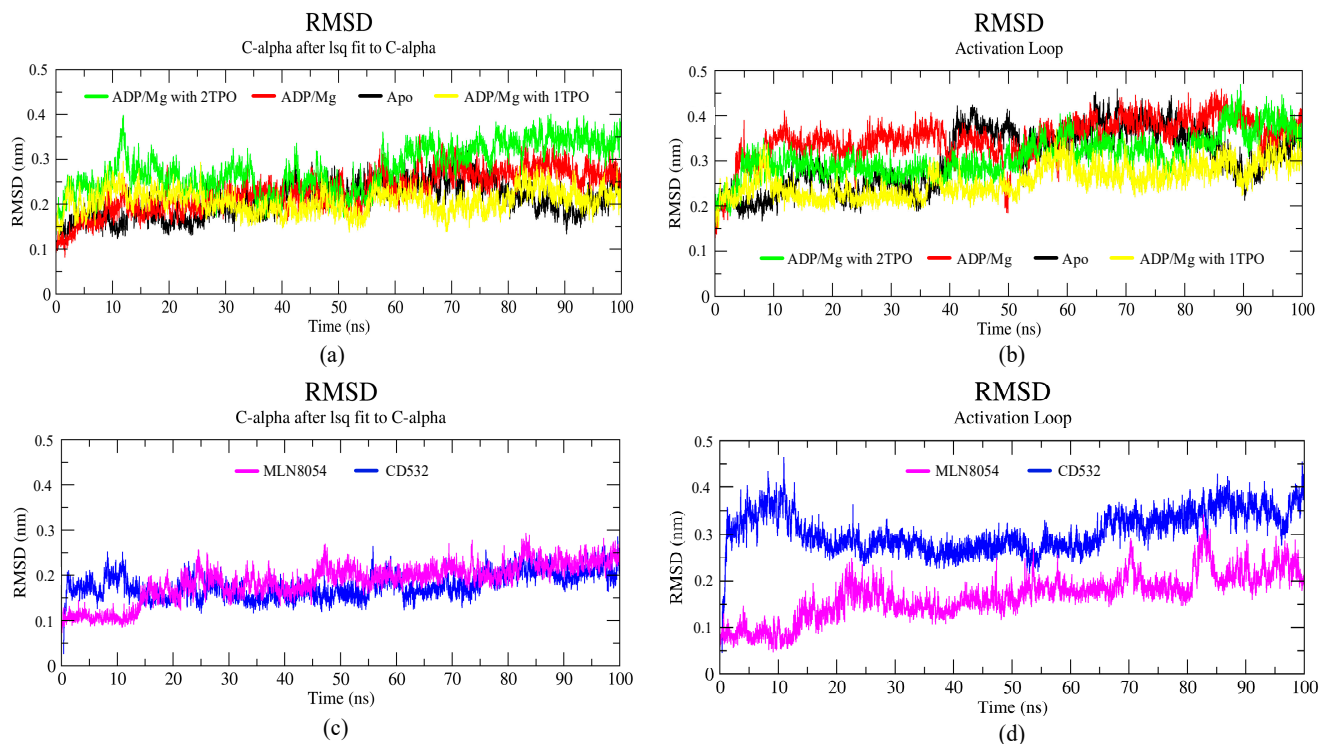 RMSD
C-alpha after lsq fit to C-alpha
0.5
ADP/Mg with 2TPO ADP/Mg Apo ADP/Mg with 1TPO
0.4
0.3
0.2
0.1
0
RMSD (nm)
0 10 20 30 40 50 60 70 80 90 100
Time (ns)
(a)
RMSD
Activation Loop
0.5
0.4
0.3
0.2
0.1
0
RMSD (nm)
ADP/Mg with 2TPO ADP/Mg Apo ADP/Mg with 1TPO
0 10 20 30 40 50 60 70 80 90 100
Time (ns)
(b)
RMSD
C-alpha after lsq fit to C-alpha
0.5
MLN8054 CD532
0.4
0.3
0.2
0.1
0
RMSD (nm)
0 10 20 30 40 50 60 70 80 90 100
Time (ns)
(c)
RMSD
Activation Loop
0.5
MLN8054 CD532
0.4
0.3
0.2
0.1
0
RMSD (nm)
0 10 20 30 40 50 60 70 80 90 100
Time (ns)
(d)